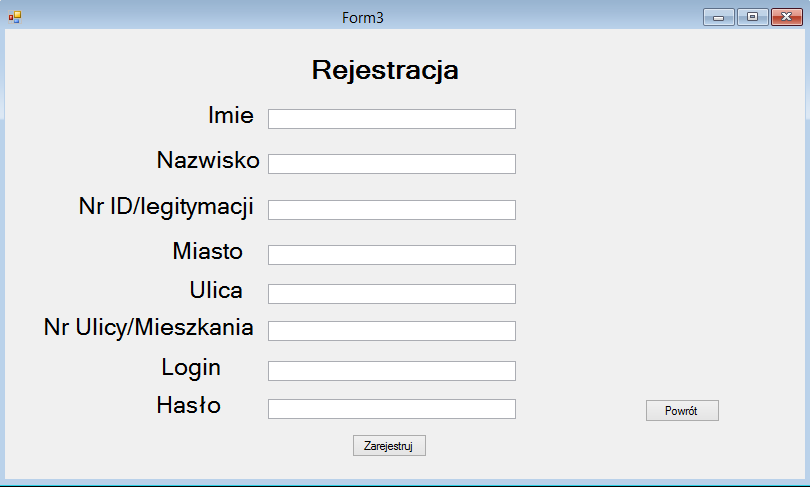 Form3
Rejestracja
Imie
Nazwisko
Nr ID/legitymacji
Miasto
Ulica
Nr Ulicy/Mieszkania
Login
Hasło
Powrót
Zarejestruj